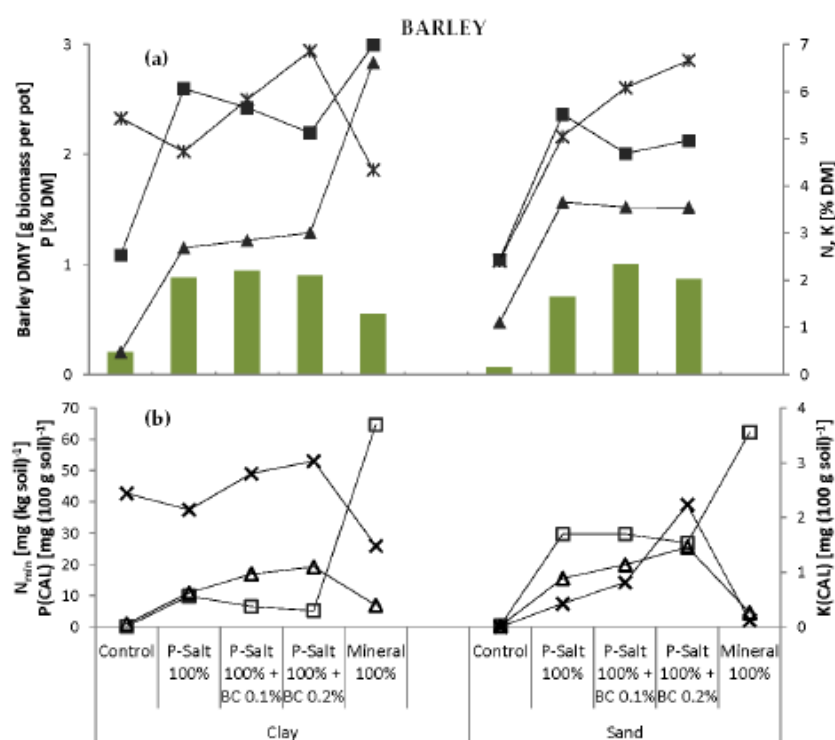 BARLEY
(a)
Barley DMY [g biomass per pot]
P [% DM]
3
2
1
0
N, K [% DM]
7
6
5
4
3
2
1
0
(b)
N_min [mg (kg soil)⁻¹]
P(CAL) [mg (100 g soil)⁻¹]
70
60
50
40
30
20
10
0
K(CAL) [mg (100 g soil)⁻¹]
4
3
2
1
0
Control
P-Salt
100%
P-Salt
100% +
BC 0.1%
P-Salt
100% +
BC 0.2%
Mineral
100%
Control
P-Salt
100%
P-Salt
100% +
BC 0.1%
P-Salt
100% +
BC 0.2%
Mineral
100%
Clay
Sand